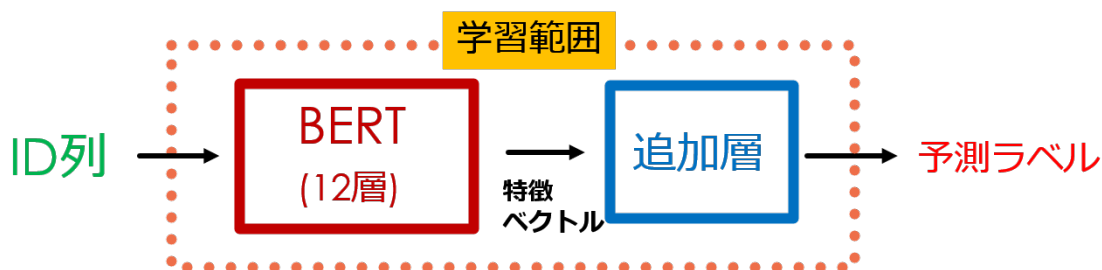 学習範囲
ID列
BERT
(12層)
特徴
ベクトル
追加層
予測ラベル